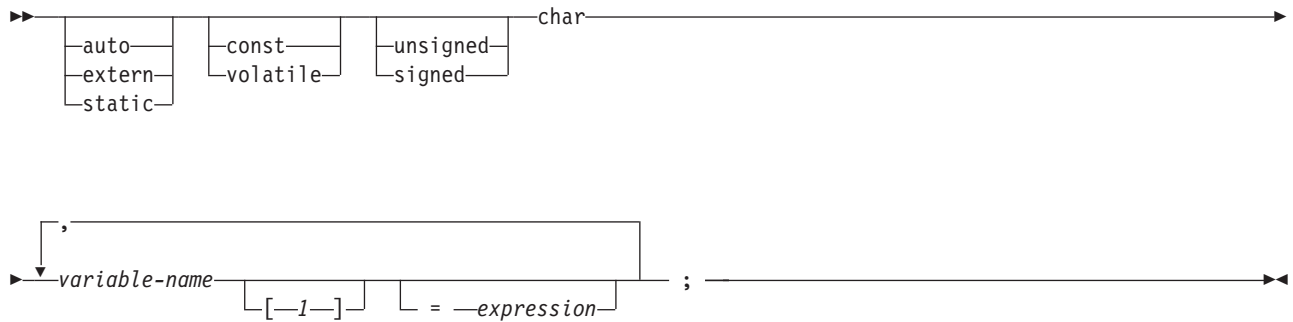 char
auto const unsigned
extern volatile signed
static
,
variable-name ;
[ 1 ] = expression